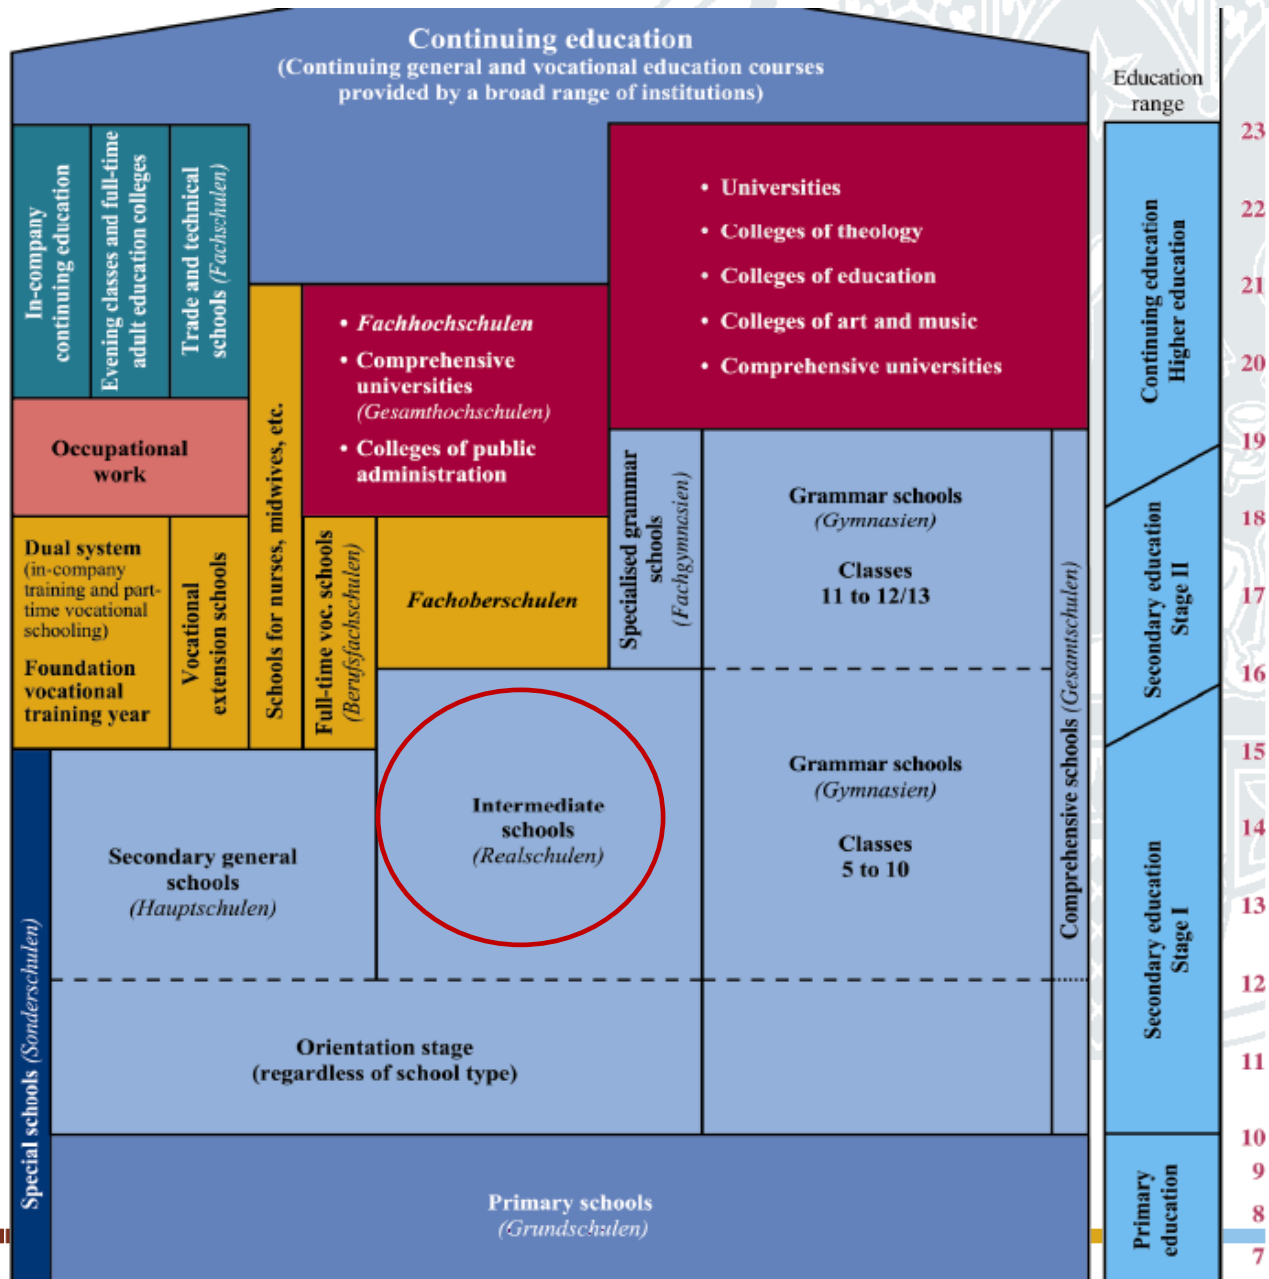 Continuing education
(Continuing general and vocational education courses
provided by a broad range of institutions)
Education
range
In-company
continuing education
Evening classes and full-time
adult education colleges
Trade and technical
schools (Fachschulen)
• Universities
• Colleges of theology
• Colleges of education
• Colleges of art and music
• Comprehensive universities
• Fachhochschulen
• Comprehensive
universities
(Gesamthochschulen)
• Colleges of public
administration
Occupational
work
Schools for nurses, midwives, etc.
Dual system
(in-company
training and part-
time vocational
schooling)
Foundation
vocational
training year
Vocational
extension schools
Full-time voc. schools
(Berufsfachschulen)
Fachoberschulen
Specialised grammar
schools
(Fachgymnasien)
Grammar schools
(Gymnasien)
Classes
11 to 12/13
Comprehensive schools (Gesamtschulen)
Special schools (Sonderschulen)
Secondary general
schools
(Hauptschulen)
Intermediate
schools
(Realschulen)
Grammar schools
(Gymnasien)
Classes
5 to 10
Orientation stage
(regardless of school type)
Primary schools
(Grundschulen)
Continuing education
Higher education
Secondary education
Stage II
Secondary education
Stage I
Primary
education
23
22
21
20
19
18
17
16
15
14
13
12
11
10
9
8
7